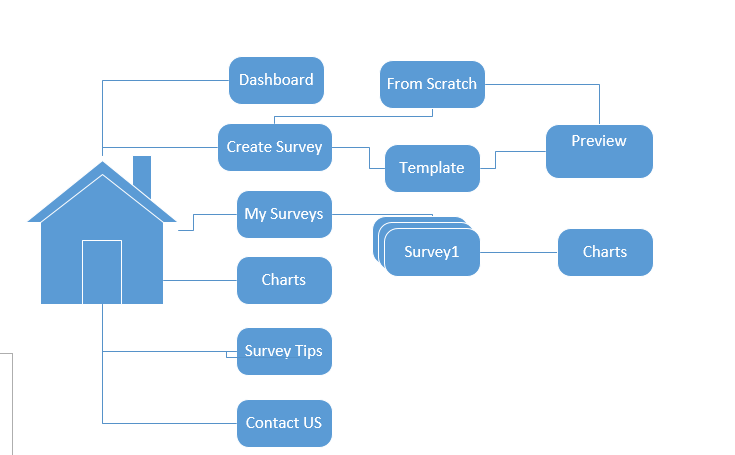 Dashboard
From Scratch
Create Survey
Preview
Template
My Surveys
Survey1
Charts
Charts
Survey Tips
Contact US